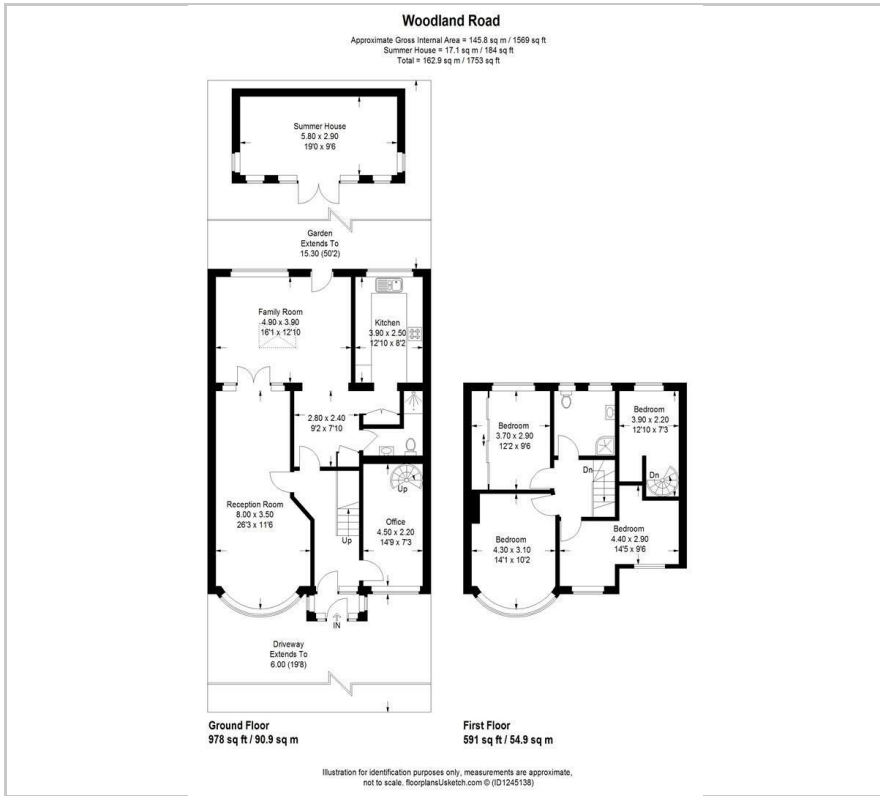 Woodland Road
Approximate Gross Internal Area = 145.8 sq m / 1569 sq ft
Summer House = 17.1 sq m / 184 sq ft
Total = 162.9 sq m / 1753 sq ft
Summer House
5.80 x 2.90
19'0 x 9'6
Garden
Extends To
15.30 (50'2)
Family Room
4.90 x 3.90
16'1 x 12'10
Kitchen
3.90 x 2.50
12'10 x 8'2
2.80 x 2.40
9'2 x 7'10
Up
Reception Room
8.00 x 3.50
26'3 x 11'6
Office
4.50 x 2.20
14'9 x 7'3
Up
IN
Driveway
Extends To
6.00 (19'8)
Ground Floor
978 sq ft / 90.9 sq m
Bedroom
3.70 x 2.90
12'2 x 9'6
Bedroom
3.90 x 2.20
12'10 x 7'3
Dn
Dn
Bedroom
4.40 x 2.90
14'5 x 9'6
Bedroom
4.30 x 3.10
14'1 x 10'2
First Floor
591 sq ft / 54.9 sq m
Illustration for identification purposes only, measurements are approximate,
not to scale. floorplansUsketch.com © (ID1245138)